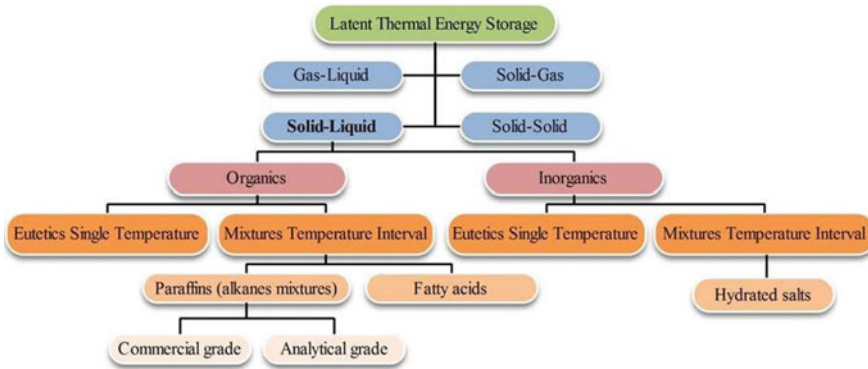 Latent Thermal Energy Storage
Gas-Liquid
Solid-Gas
Solid-Liquid
Solid-Solid
Organics
Inorganics
Eutetics Single Temperature
Mixtures Temperature Interval
Eutetics Single Temperature
Mixtures Temperature Interval
Paraffins (alkanes mixtures)
Fatty acids
Hydrated salts
Commercial grade
Analytical grade